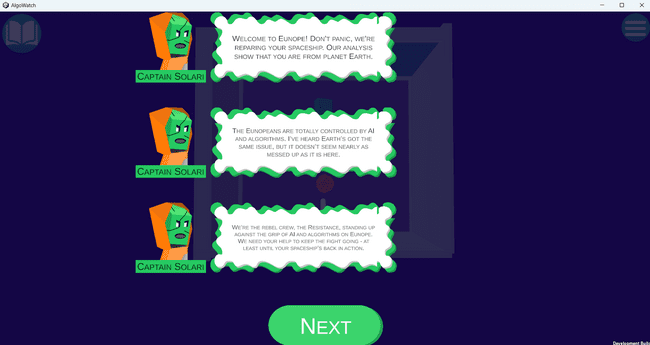 AlgoWatch
Welcome to Eunope! Don't panic, we're
reparing your spaceship. Our analysis
show that you are from planet Earth.
Captain Solari
The Eunopeans are totally controlled by AI
and algorithms. I've heard Earth's got the
same issue, but it doesn't seem nearly as
messed up as it is here.
Captain Solari
We're the rebel crew, the Resistance, standing up
against the grip of AI and algorithms on Eunope.
We need your help to keep the fight going - at
least until your spaceship's back in action.
Captain Solari
Next
Development Build